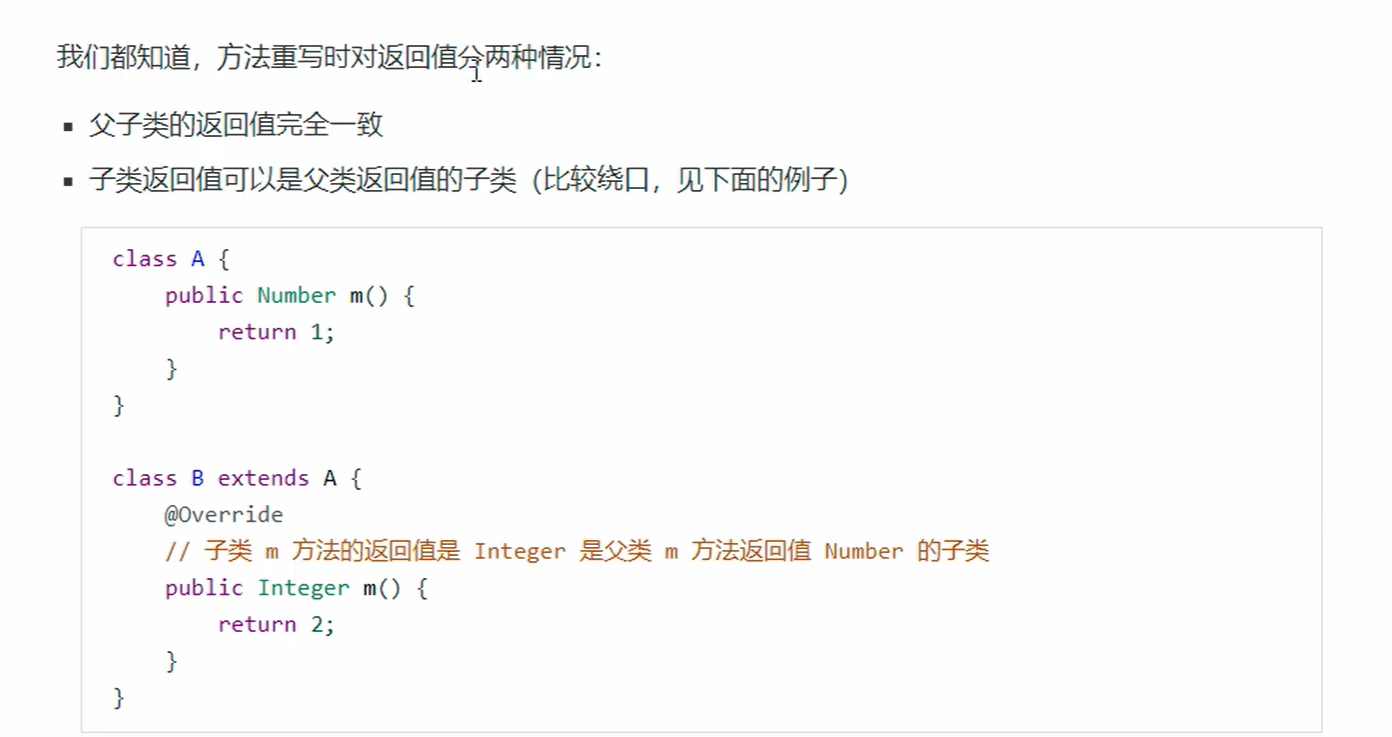 我们都知道，方法重写时对返回值分两种情况：
▪ 父子类的返回值完全一致
▪ 子类返回值可以是父类返回值的子类（比较绕口，见下面的例子）
class A {
    public Number m() {
        return 1;
    }
}

class B extends A {
    @Override
    // 子类 m 方法的返回值是 Integer 是父类 m 方法返回值 Number 的子类
    public Integer m() {
        return 2;
    }
}